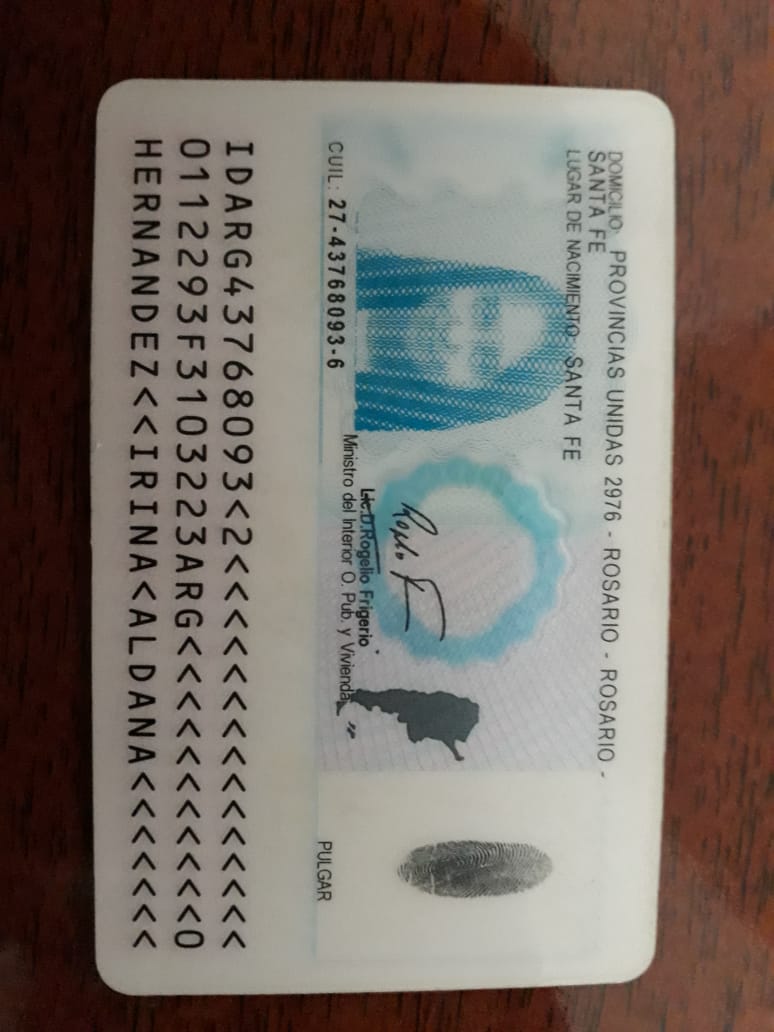 DOMICILIO: PROVINCIAS UNIDAS 2976 - ROSARIO - ROSARIO -
SANTA FE
LUGAR DE NACIMIENTO: SANTA FE
CUIL: 27-43768093-6
Lic.D.Rogelio Frigerio
Ministro del Interior O. Pub. y Vivienda
PULGAR
IDARG43768093<2<<<<<<<<<<<<<<<
0112293F3103223ARG<<<<<<<<<<<0
HERNANDEZ<<IRINA<ALDANA<<<<<<<